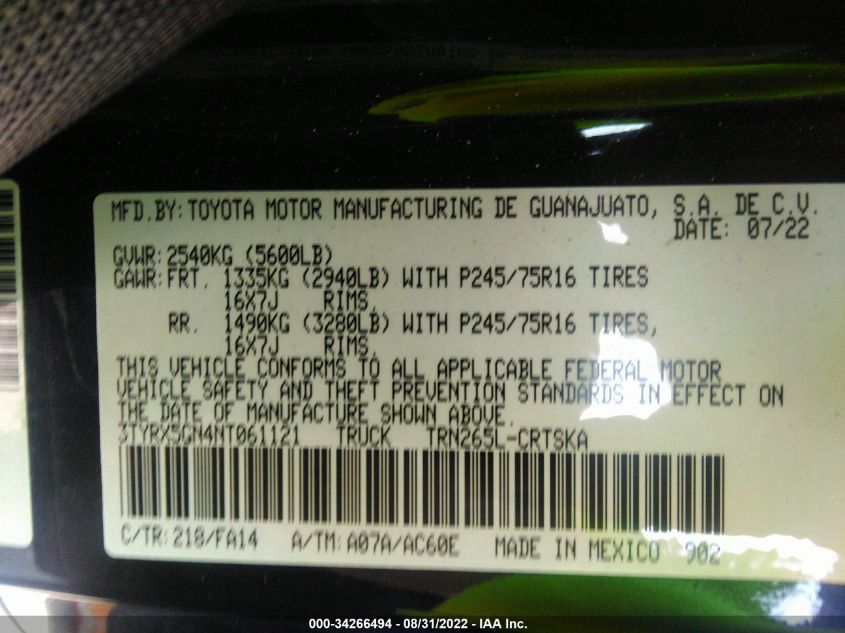 MFD.BY:TOYOTA MOTOR MANUFACTURING DE GUANAJUATO, S.A. DE C.V.
DATE: 07/22
GVWR:2540KG (5600LB)
GAWR:FRT. 1335KG (2940LB) WITH P245/75R16 TIRES
16X7J RIMS,
RR. 1490KG (3280LB) WITH P245/75R16 TIRES,
16X7J RIMS,
THIS VEHICLE CONFORMS TO ALL APPLICABLE FEDERAL MOTOR
VEHICLE SAFETY AND THEFT PREVENTION STANDARDS IN EFFECT ON
THE DATE OF MANUFACTURE SHOWN ABOVE.
3TYRX5GN4NT061121 TRUCK TRN265L-CRTSKA
C/TR:218/FA14 A/TM:A07A/AC60E MADE IN MEXICO 902
000-34266494 - 08/31/2022 - IAA Inc.